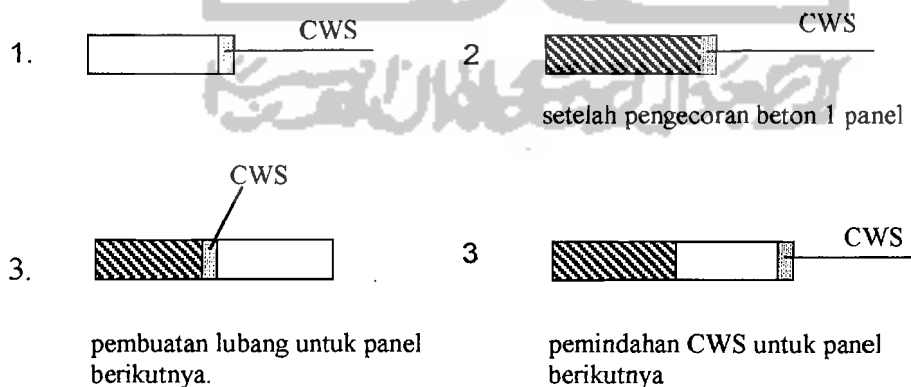 1.
CWS
2
CWS
setelah pengecoran beton 1 panel
3.
CWS
3
CWS
pembuatan lubang untuk panel
berikutnya.
pemindahan CWS untuk panel
berikutnya